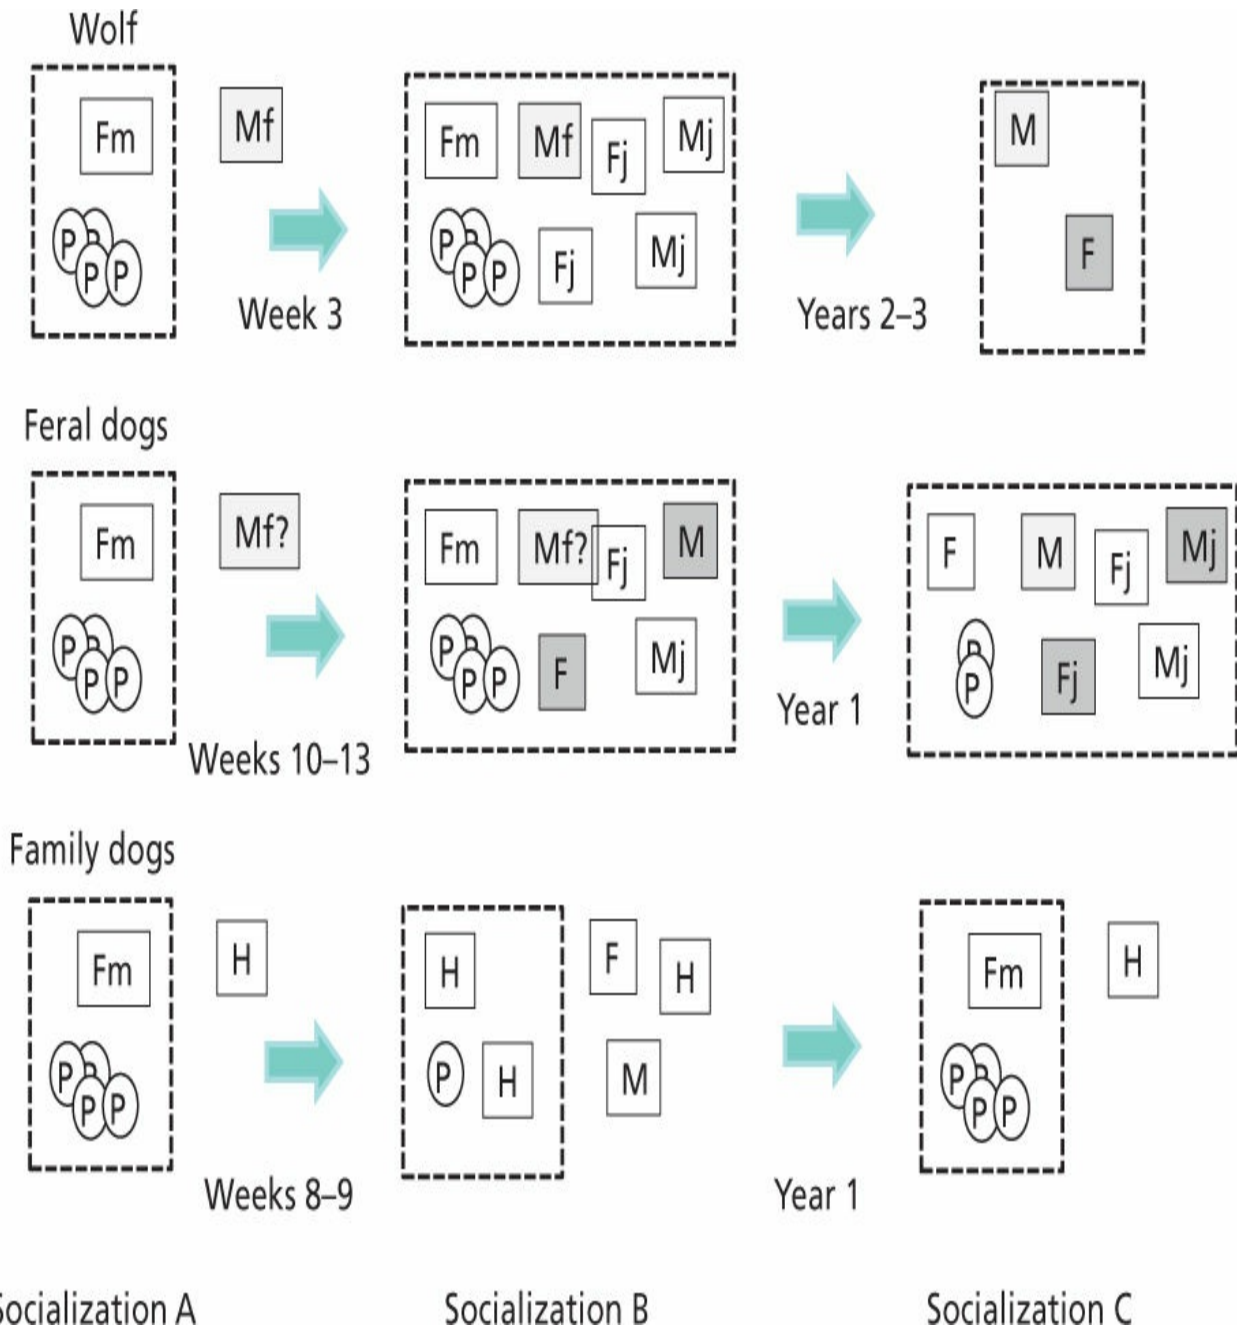 Wolf
Fm
Mf
P P P P
Week 3
Fm Mf Fj Mj
P P P P Fj Mj
Years 2–3
M
F
Feral dogs
Fm
Mf?
P P P P
Weeks 10–13
Fm Mf? Fj M
P P P P F Mj
Year 1
F M Fj Mj
P P Fj Mj
Family dogs
Fm
H
P P P P
Weeks 8–9
H F H
P H M
Year 1
Fm
H
P P P P
Socialization A
Socialization B
Socialization C